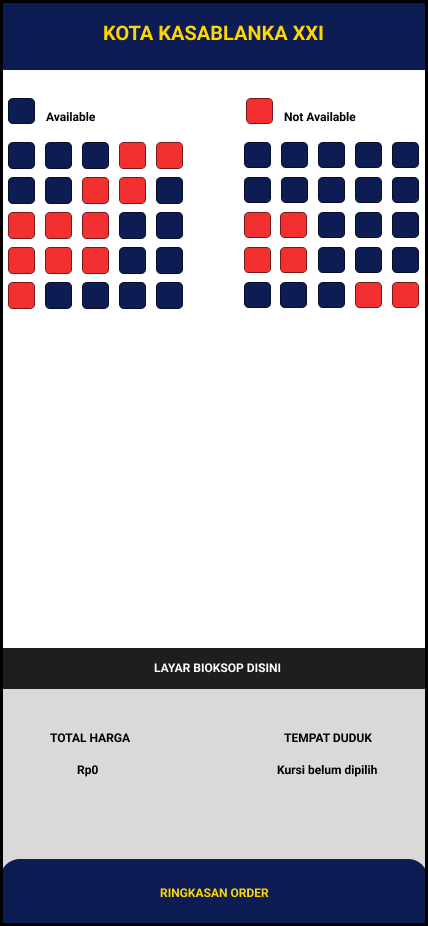 KOTA KASABLANKA XXI
Available
Not Available
LAYAR BIOKSOP DISINI
TOTAL HARGA
TEMPAT DUDUK
Rp0
Kursi belum dipilih
RINGKASAN ORDER